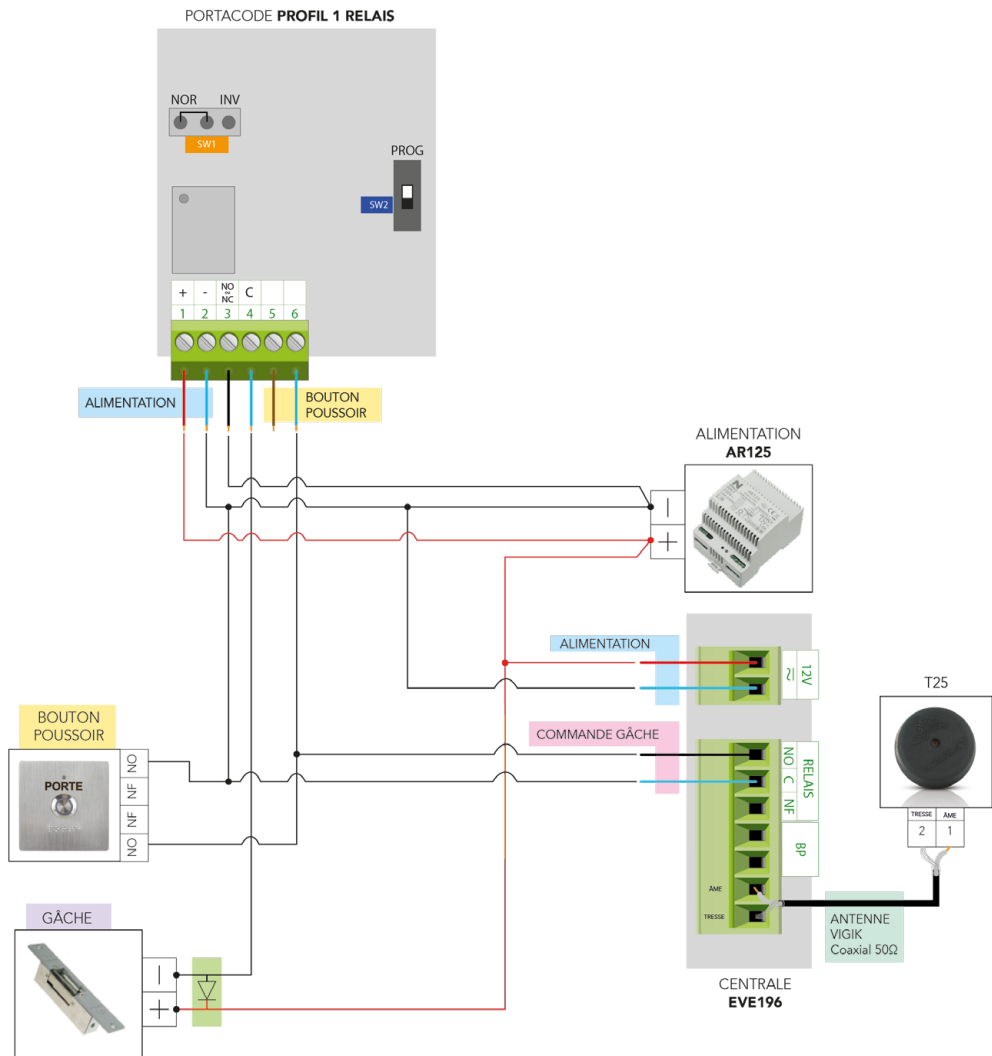 PORTACODE PROFIL 1 RELAIS
NOR INV
SW1
PROG
SW2
+ - NO NC C
1 2 3 4 5 6
ALIMENTATION
BOUTON
POUSSOIR
ALIMENTATION
AR125
-
+
ALIMENTATION
12V
T25
BOUTON
POUSSOIR
COMMANDE GÂCHE
NO
C
NF
RELAIS
BP
PORTE
NO
NF
NF
NO
TRESSE ÂME
2 1
ÂME
TRESSE
GÂCHE
-
+
ANTENNE
VIGIK
Coaxial 50Ω
CENTRALE
EVE196